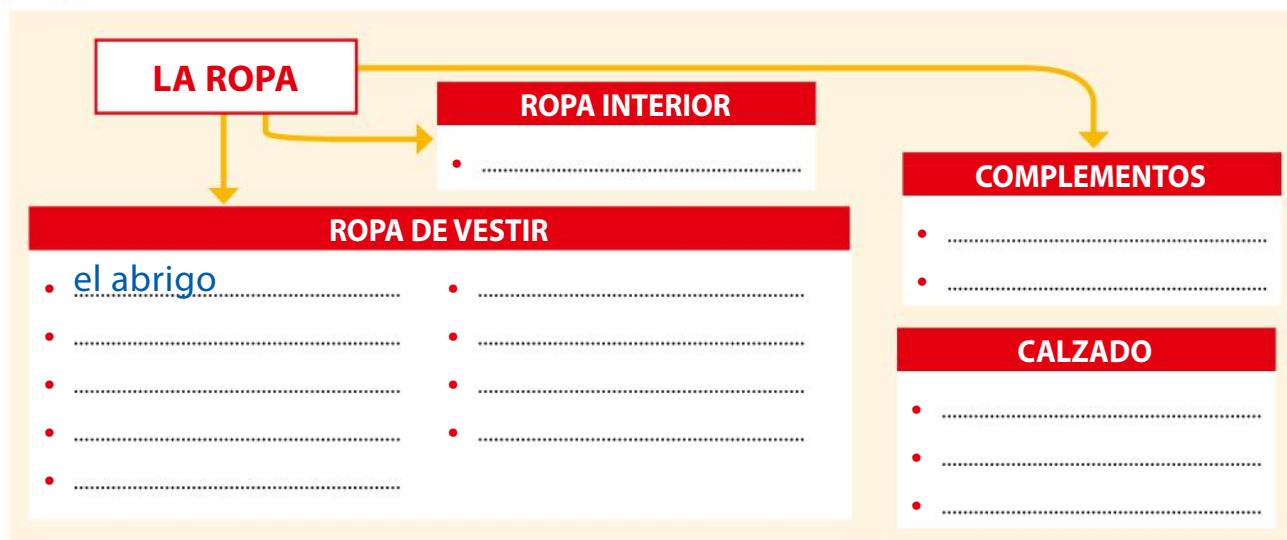 LA ROPA
ROPA INTERIOR
COMPLEMENTOS
ROPA DE VESTIR
el abrigo
CALZADO